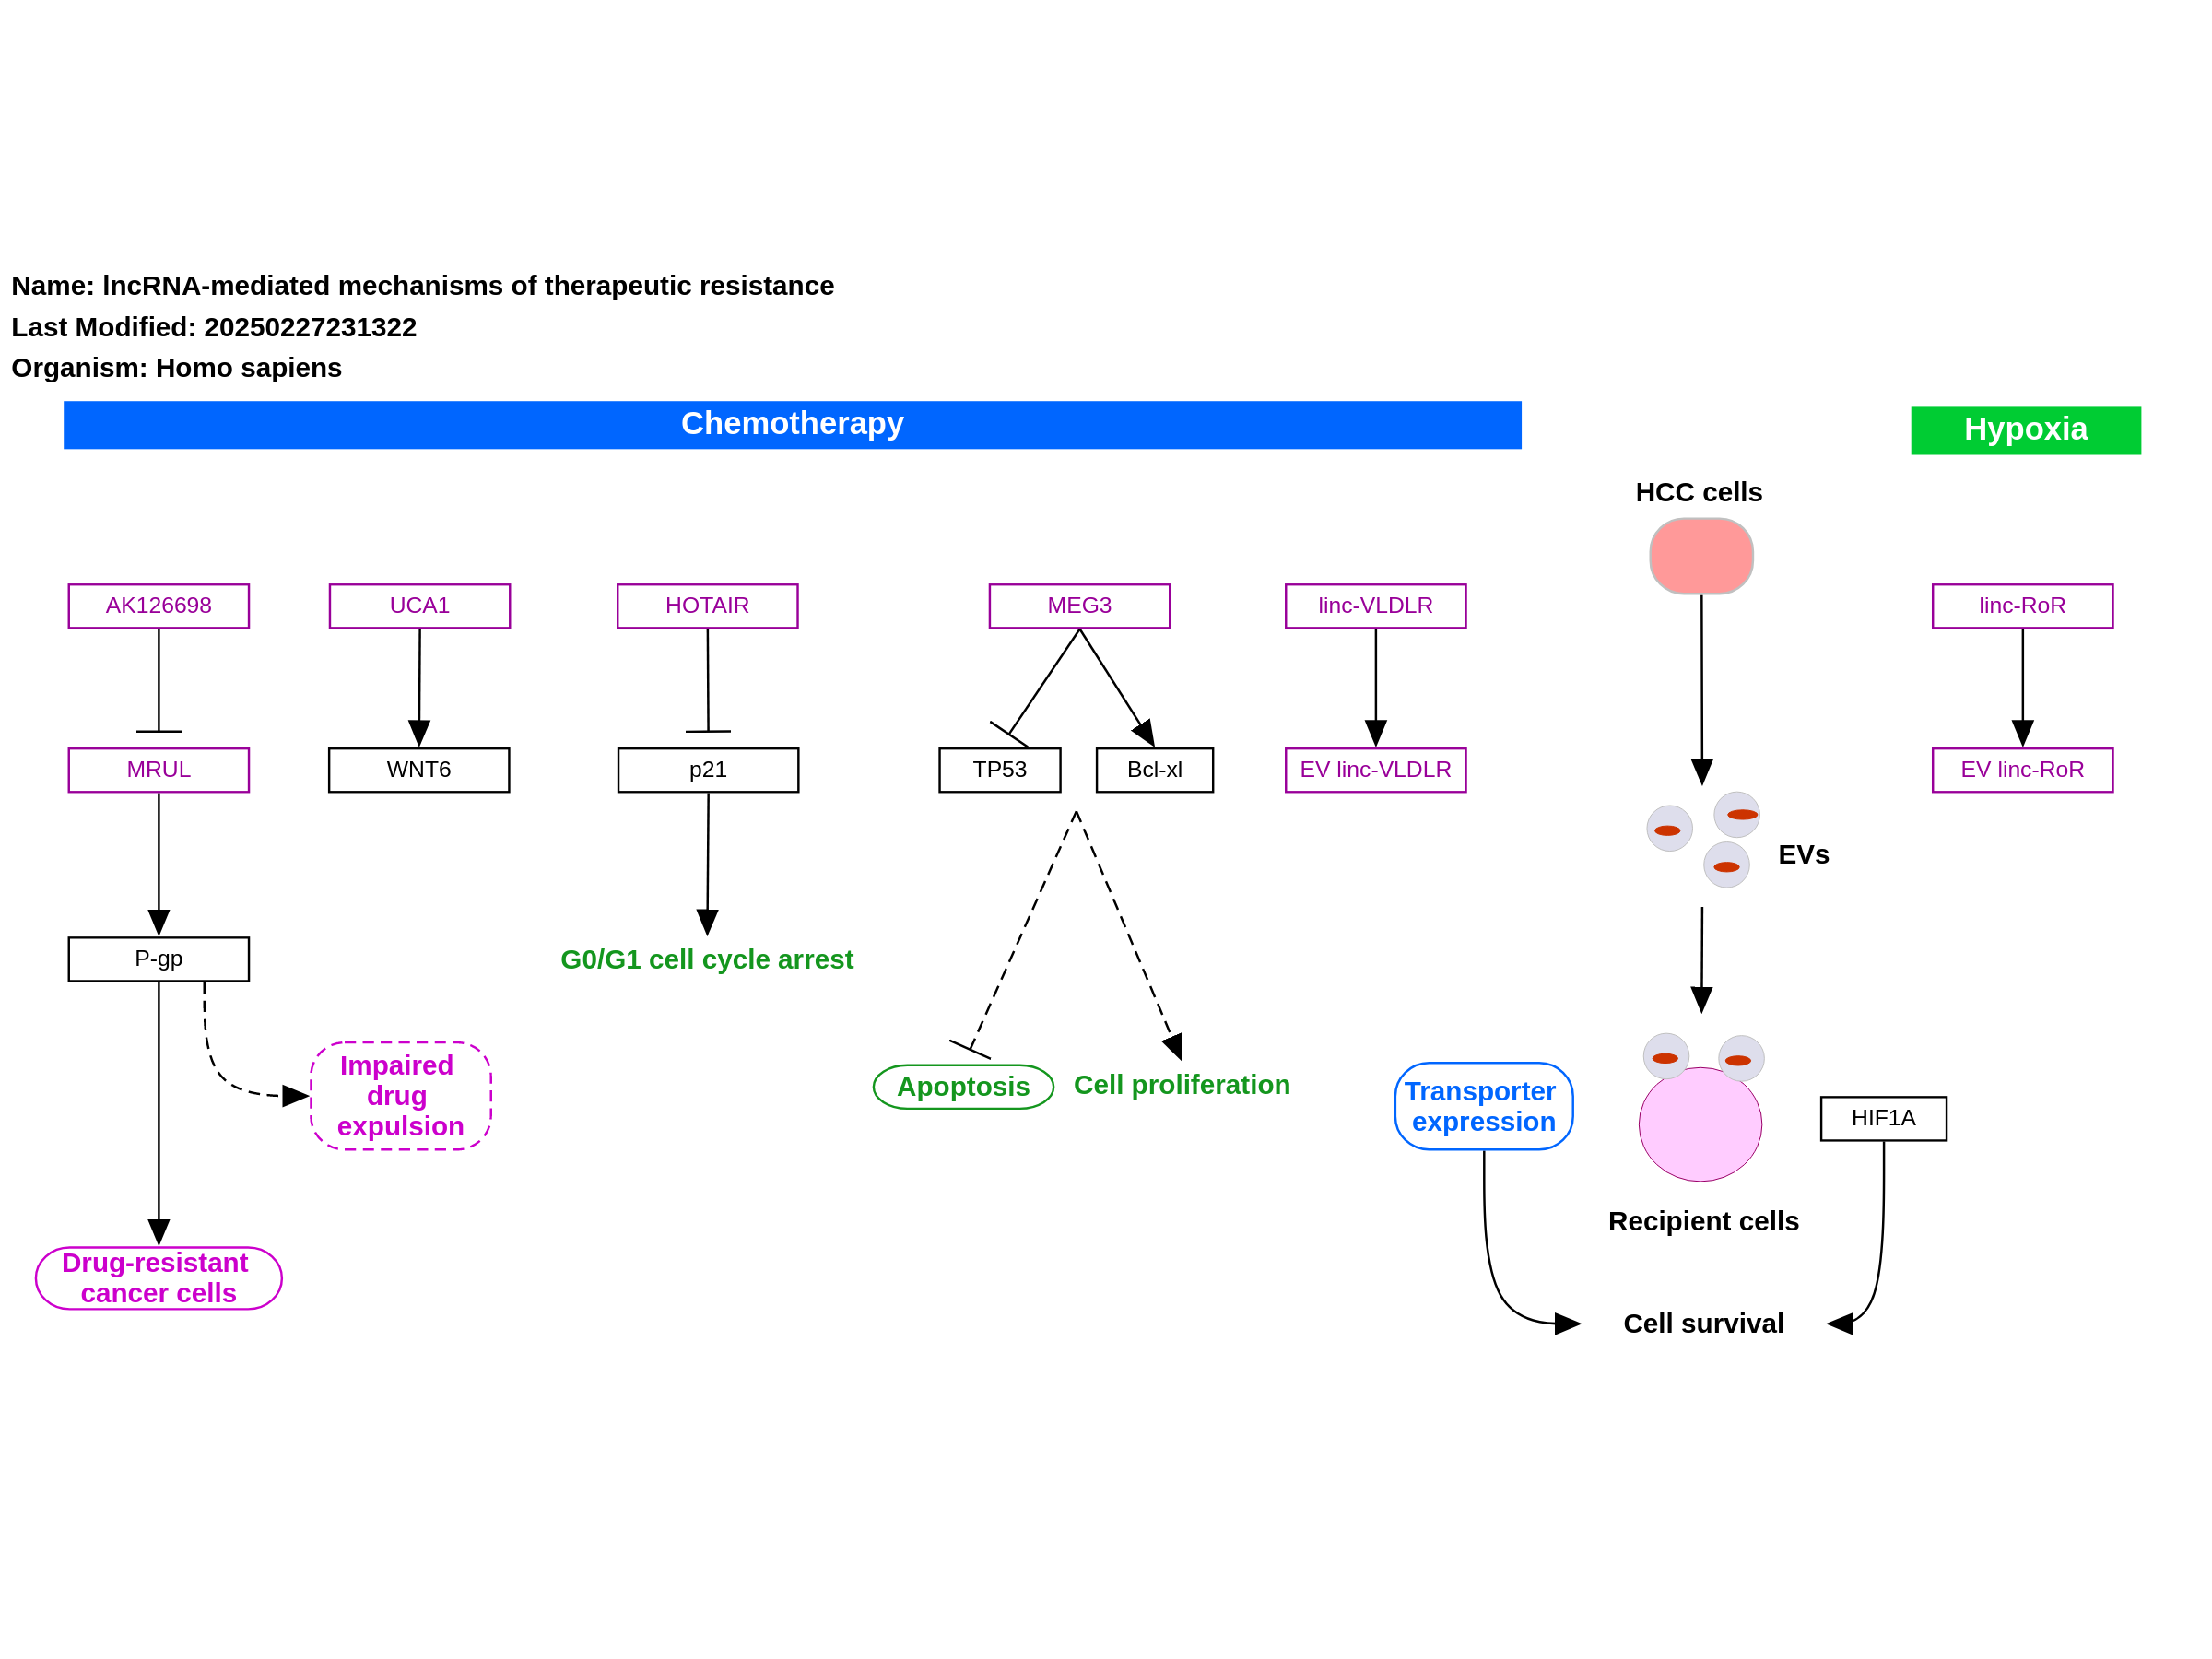 Name: lncRNA-mediated mechanisms of therapeutic resistance
Last Modified: 20250227231322
Organism: Homo sapiens
Chemotherapy
Hypoxia
HCC cells
AK126698
UCA1
HOTAIR
MEG3
linc-VLDLR
linc-RoR
MRUL
WNT6
p21
TP53
Bcl-xl
EV linc-VLDLR
EV linc-RoR
EVs
P-gp
G0/G1 cell cycle arrest
Impaired
drug
expulsion
Apoptosis
Cell proliferation
Transporter
expression
HIF1A
Recipient cells
Drug-resistant
cancer cells
Cell survival